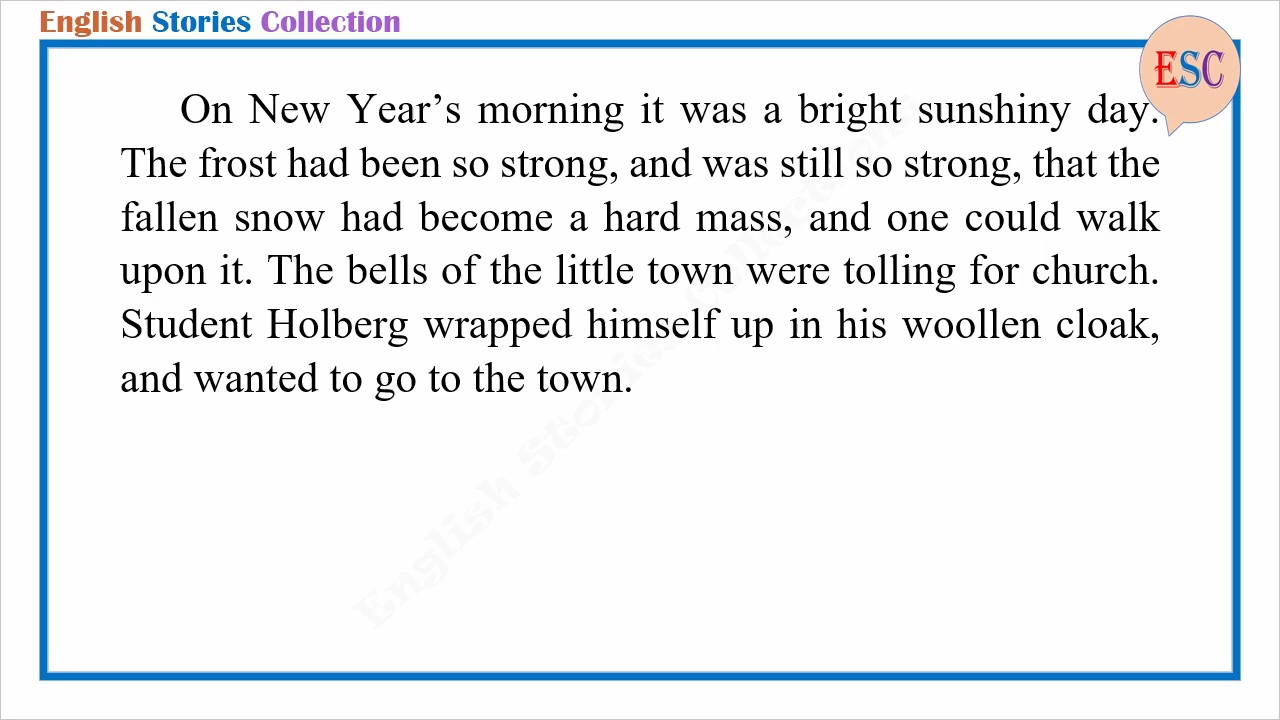 English Stories Collection
ESC
On New Year’s morning it was a bright sunshiny day.
The frost had been so strong, and was still so strong, that the
fallen snow had become a hard mass, and one could walk
upon it. The bells of the little town were tolling for church.
Student Holberg wrapped himself up in his woollen cloak,
and wanted to go to the town.
English Stories Collection